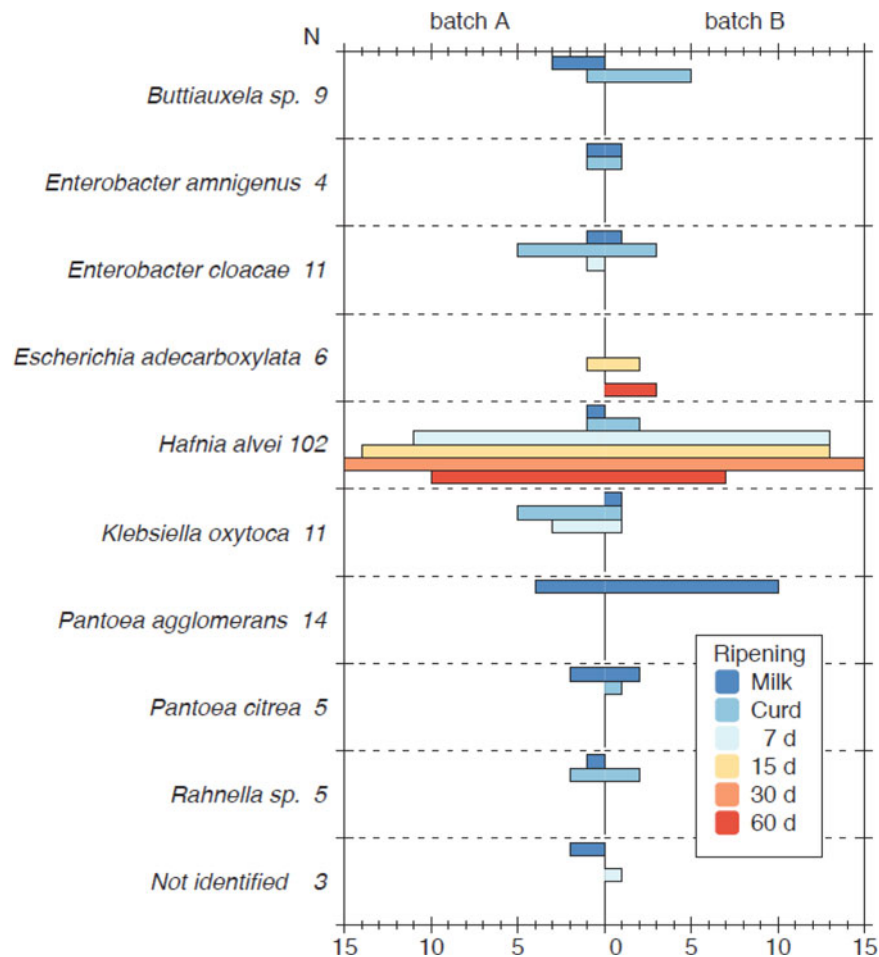 batch A batch B
N
Buttiauxela sp. 9
Enterobacter amnigenus 4
Enterobacter cloacae 11
Escherichia adecarboxylata 6
Hafnia alvei 102
Klebsiella oxytoca 11
Pantoea agglomerans 14
Pantoea citrea 5
Rahnella sp. 5
Not identified 3
Ripening
Milk
Curd
7 d
15 d
30 d
60 d
15 10 5 0 5 10 15